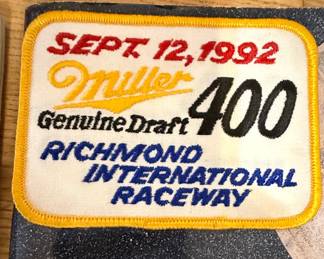 SEPT. 12, 1992
Miller
Genuine Draft 400
RICHMOND
INTERNATIONAL
RACEWAY